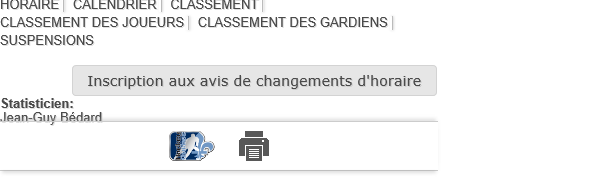 HORAIRE | CALENDRIER | CLASSEMENT |
CLASSEMENT DES JOUEURS | CLASSEMENT DES GARDIENS |
SUSPENSIONS
Inscription aux avis de changements d'horaire
Statisticien:
Jean-Guy Bédard